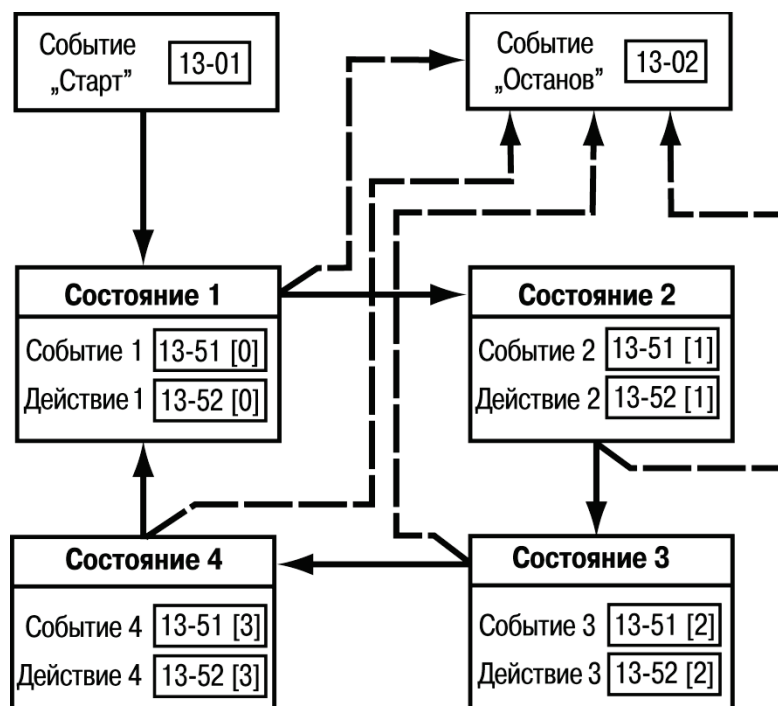 Событие
„Старт”
13-01
Событие
„Останов”
13-02
Состояние 1
Событие 1 13-51 [0]
Действие 1 13-52 [0]
Состояние 2
Событие 2 13-51 [1]
Действие 2 13-52 [1]
Состояние 4
Событие 4 13-51 [3]
Действие 4 13-52 [3]
Состояние 3
Событие 3 13-51 [2]
Действие 3 13-52 [2]